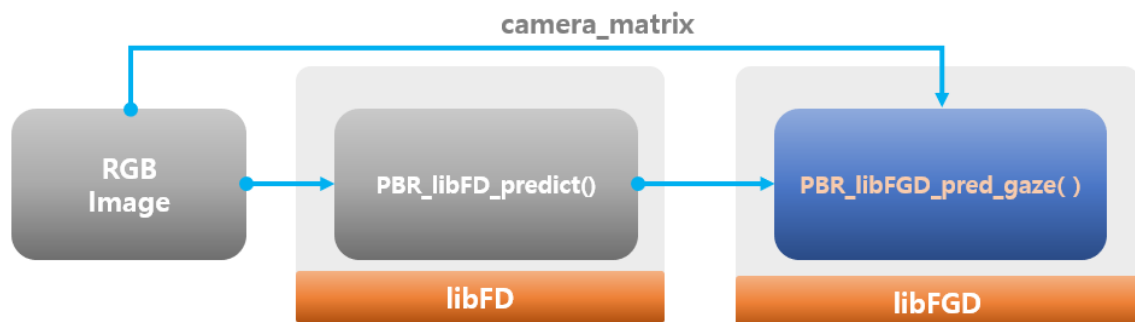 camera_matrix
RGB
Image
PBR_libFD_predict()
PBR_libFGD_pred_gaze( )
libFD
libFGD